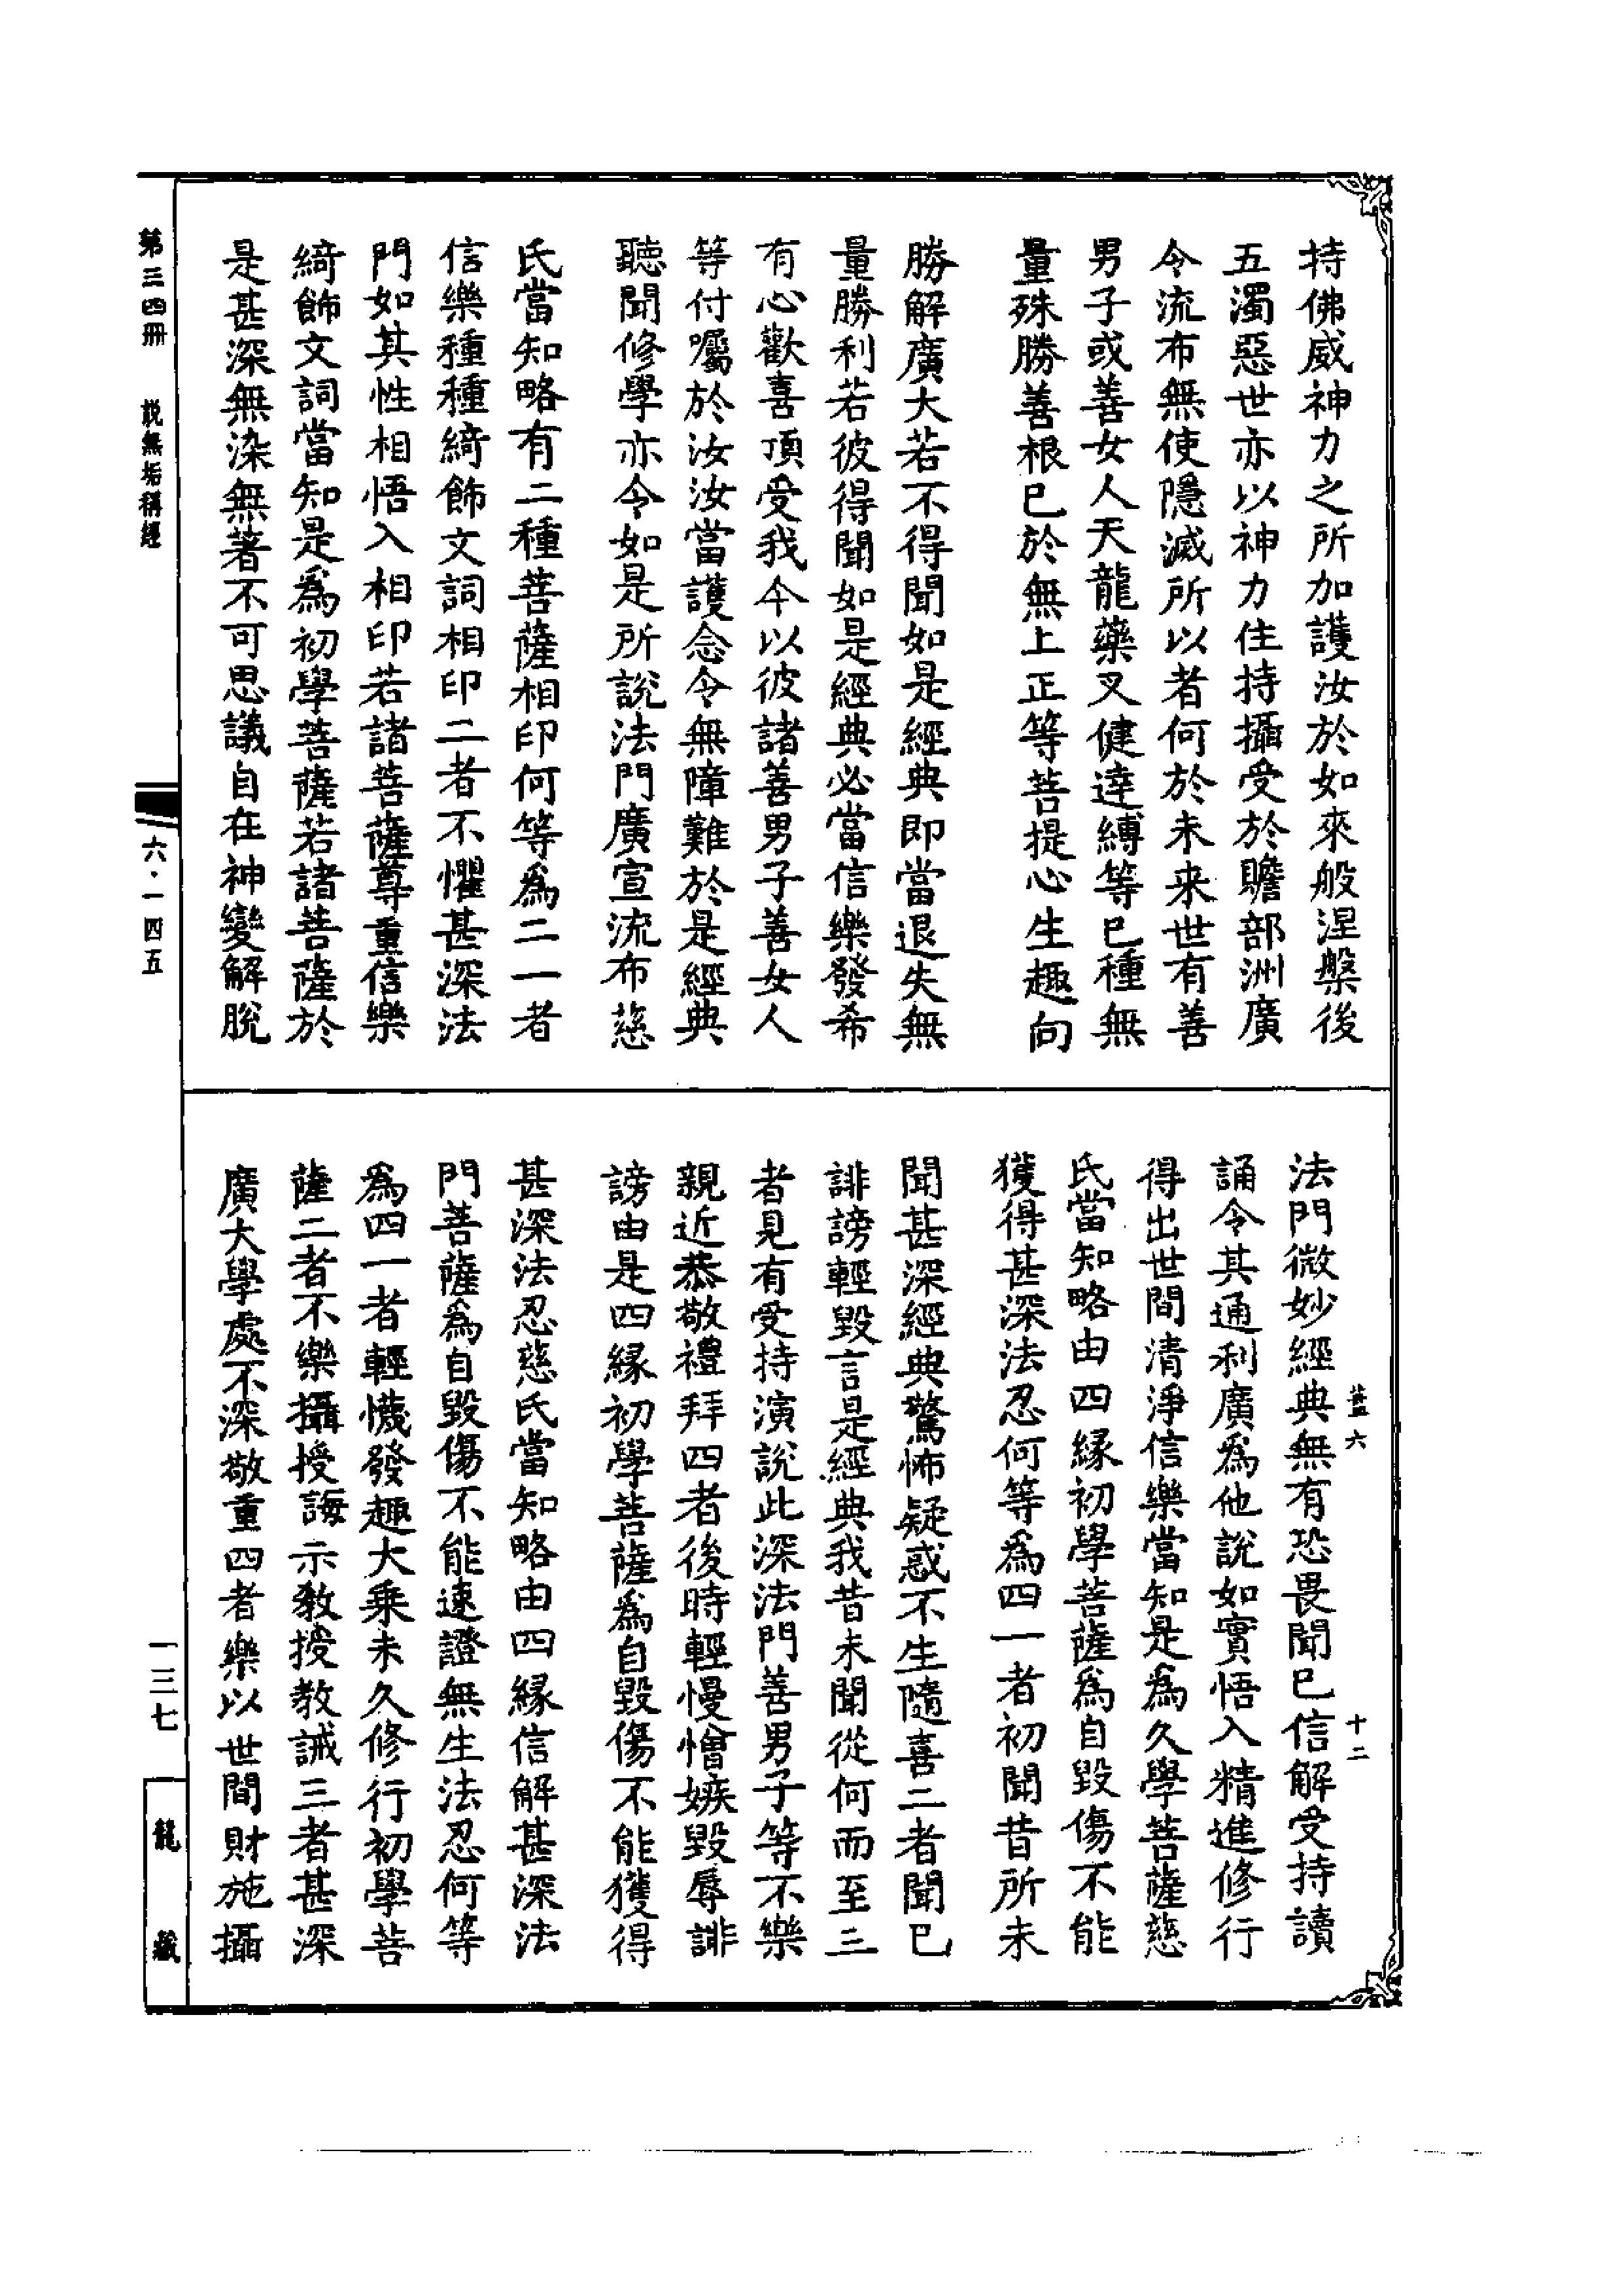 持佛威神力之所加護汝於如來般涅槃後
五濁惡世亦以神力住持攝受於贍部洲廣
令流布無使隱滅所以者何於未來世有善
男子或善女人天龍藥叉健達縛等已種無
量殊勝善根已於無上正等菩提心生趣向
勝解廣大若不得聞如是經典即當退失無
量勝利若彼得聞如是經典必當信樂發希
有心歡喜頂受我今以彼諸善男子善女人
等付囑於汝汝當護念令無障難於是經典
聽聞修學亦令如是所說法門廣宣流布慈
氏當知略有二種菩薩相印何等為二一者
信樂種種綺飾文詞相印二者不懼甚深法
門如其性相悟入相印若諸菩薩尊重信樂
綺飾文詞當知是為初學菩薩若諸菩薩於
是甚深無染無著不可思議自在神變解脫
法門微妙經典無有恐畏聞已信解受持讀
誦令其通利廣為他說如實悟入精進修行
得出世間清淨信樂當知是為久學菩薩慈
氏當知略由四緣初學菩薩為自毀傷不能
獲得甚深法忍何等為四一者初聞昔所未
聞甚深經典驚怖疑惑不生隨喜二者聞已
誹謗輕毀言是經典我昔未聞從何而至三
者見有受持演說此深法門善男子等不樂
親近恭敬禮拜四者後時輕慢憎嫉毀辱誹
謗由是四緣初學菩薩為自毀傷不能獲得
甚深法忍慈氏當知略由四緣信解甚深法
門菩薩為自毀傷不能速證無生法忍何等
為四一者輕懱發趣大乘未久修行初學菩
薩二者不樂攝授誨示教授教誡三者甚深
廣大學處不深敬重四者樂以世間財施攝
六
十二
第三四冊 說無垢稱經
六·一四五
一三七
龍藏